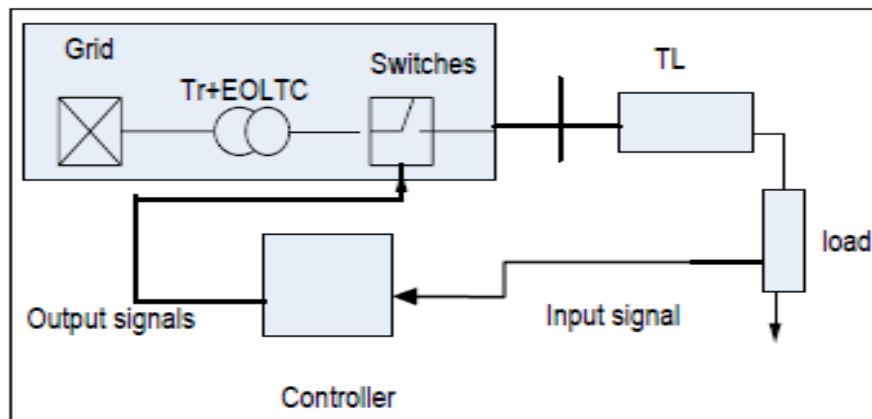 Grid
Tr+EOLTC
Switches
TL
load
Output signals
Input signal
Controller